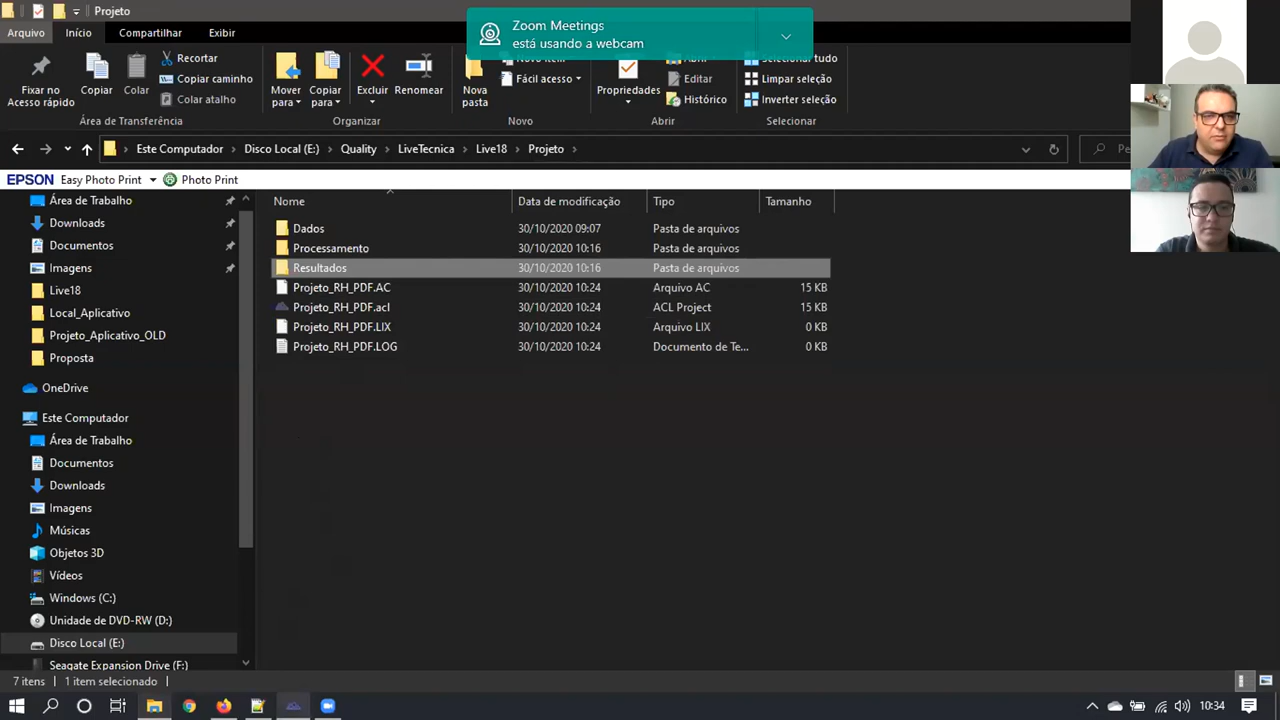 Projeto
Zoom Meetings
está usando a webcam
Arquivo
Início
Compartilhar
Exibir
Fixar no
Acesso rápido
Copiar
Colar
Recortar
Copiar caminho
Colar atalho
Área de Transferência
Mover
para
Copiar
para
Excluir
Renomear
Organizar
Nova
pasta
Fácil acesso
Novo
Propriedades
Abrir
Editar
Histórico
Abrir
Selecionar tudo
Limpar seleção
Inverter seleção
Selecionar
Este Computador
Disco Local (E:)
Quality
LiveTecnica
Live18
Projeto
EPSON
Easy Photo Print
Photo Print
Área de Trabalho
Downloads
Documentos
Imagens
Live18
Local_Aplicativo
Projeto_Aplicativo_OLD
Proposta
OneDrive
Este Computador
Área de Trabalho
Documentos
Downloads
Imagens
Músicas
Objetos 3D
Vídeos
Windows (C:)
Unidade de DVD-RW (D:)
Disco Local (E:)
Seagate Expansion Drive (F:)
Nome Data de modificação Tipo Tamanho
Dados 30/10/2020 09:07 Pasta de arquivos
Processamento 30/10/2020 10:16 Pasta de arquivos
Resultados 30/10/2020 10:16 Pasta de arquivos
Projeto_RH_PDF.AC 30/10/2020 10:24 Arquivo AC 15 KB
Projeto_RH_PDF.acl 30/10/2020 10:24 ACL Project 15 KB
Projeto_RH_PDF.LIX 30/10/2020 10:24 Arquivo LIX 0 KB
Projeto_RH_PDF.LOG 30/10/2020 10:24 Documento de Te... 0 KB
7 itens
1 item selecionado
10:34